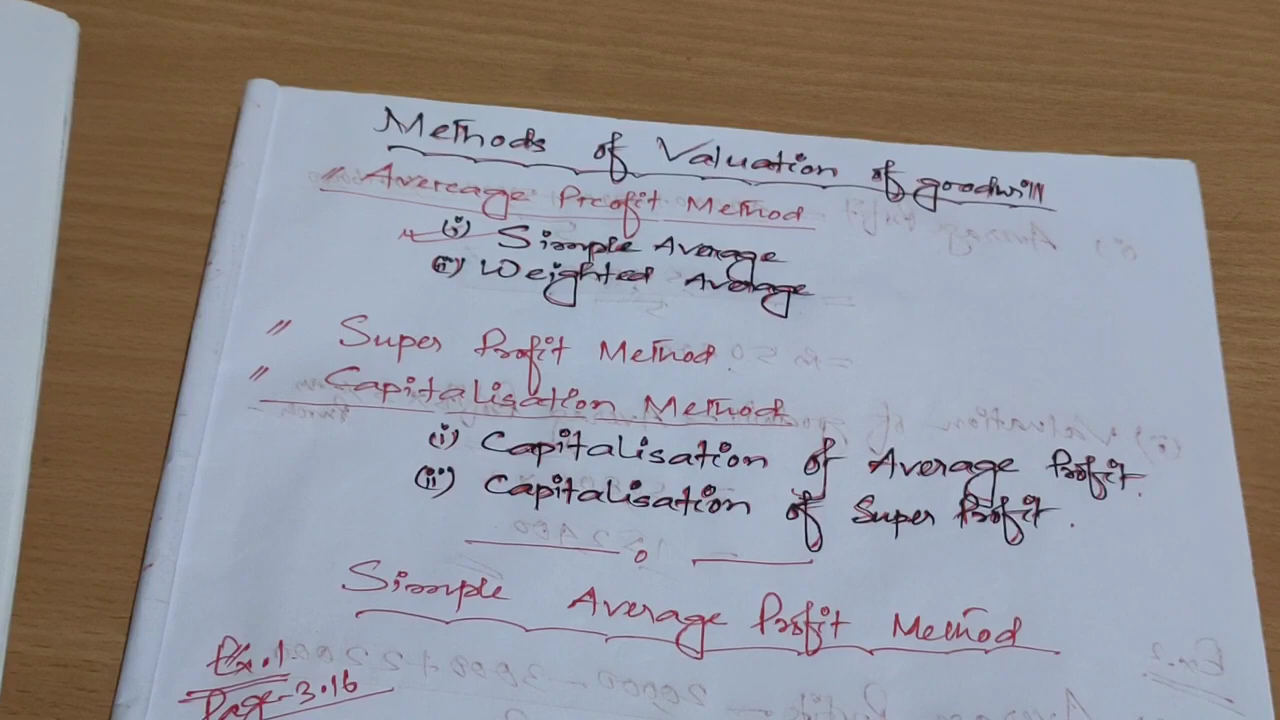 Methods of Valuation of goodwill
" Average Profit Method
(i) Simple Average
(ii) Weighted Average
" Super Profit Method.
" Capitalisation Method
(i) Capitalisation of Average Profit.
(ii) Capitalisation of Super Profit.
Simple Average Profit Method
Ex.1
Page-3.16